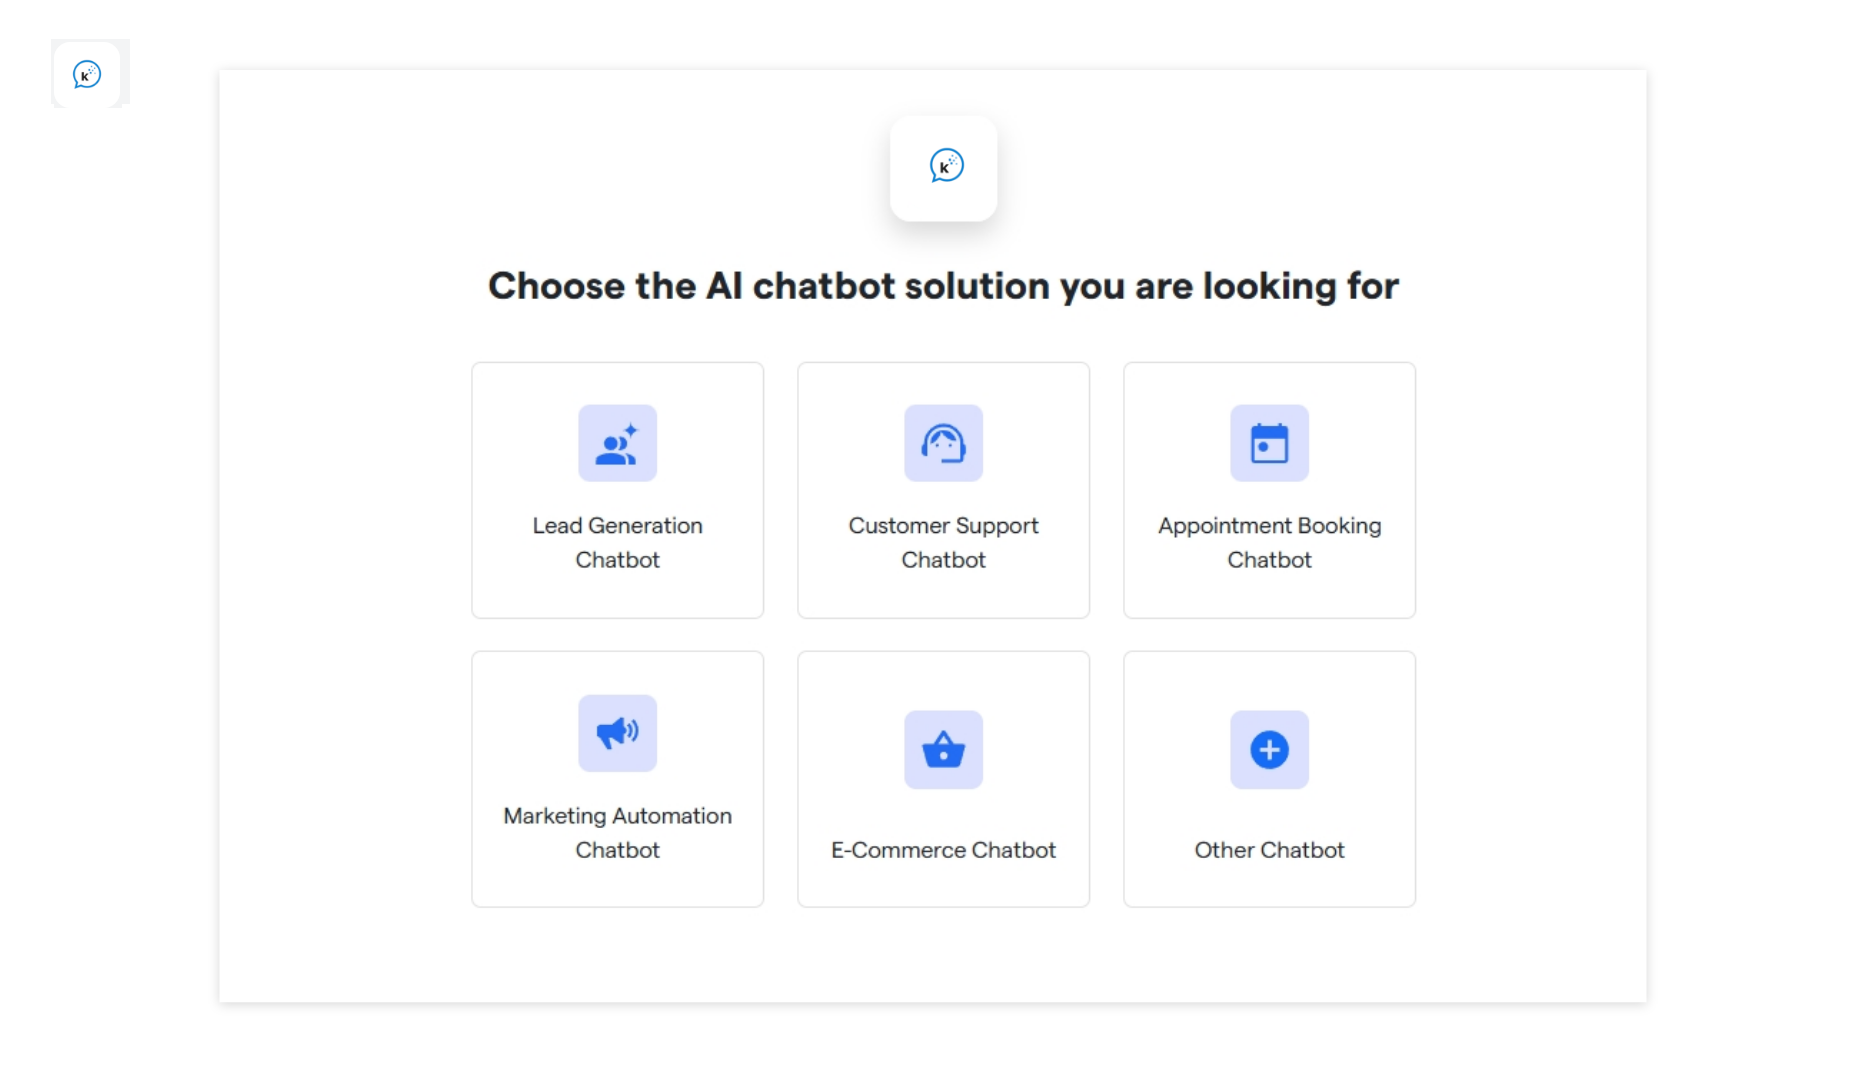 k
k
Choose the AI chatbot solution you are looking for
Lead Generation
Chatbot
Customer Support
Chatbot
Appointment Booking
Chatbot
Marketing Automation
Chatbot
E-Commerce Chatbot
Other Chatbot